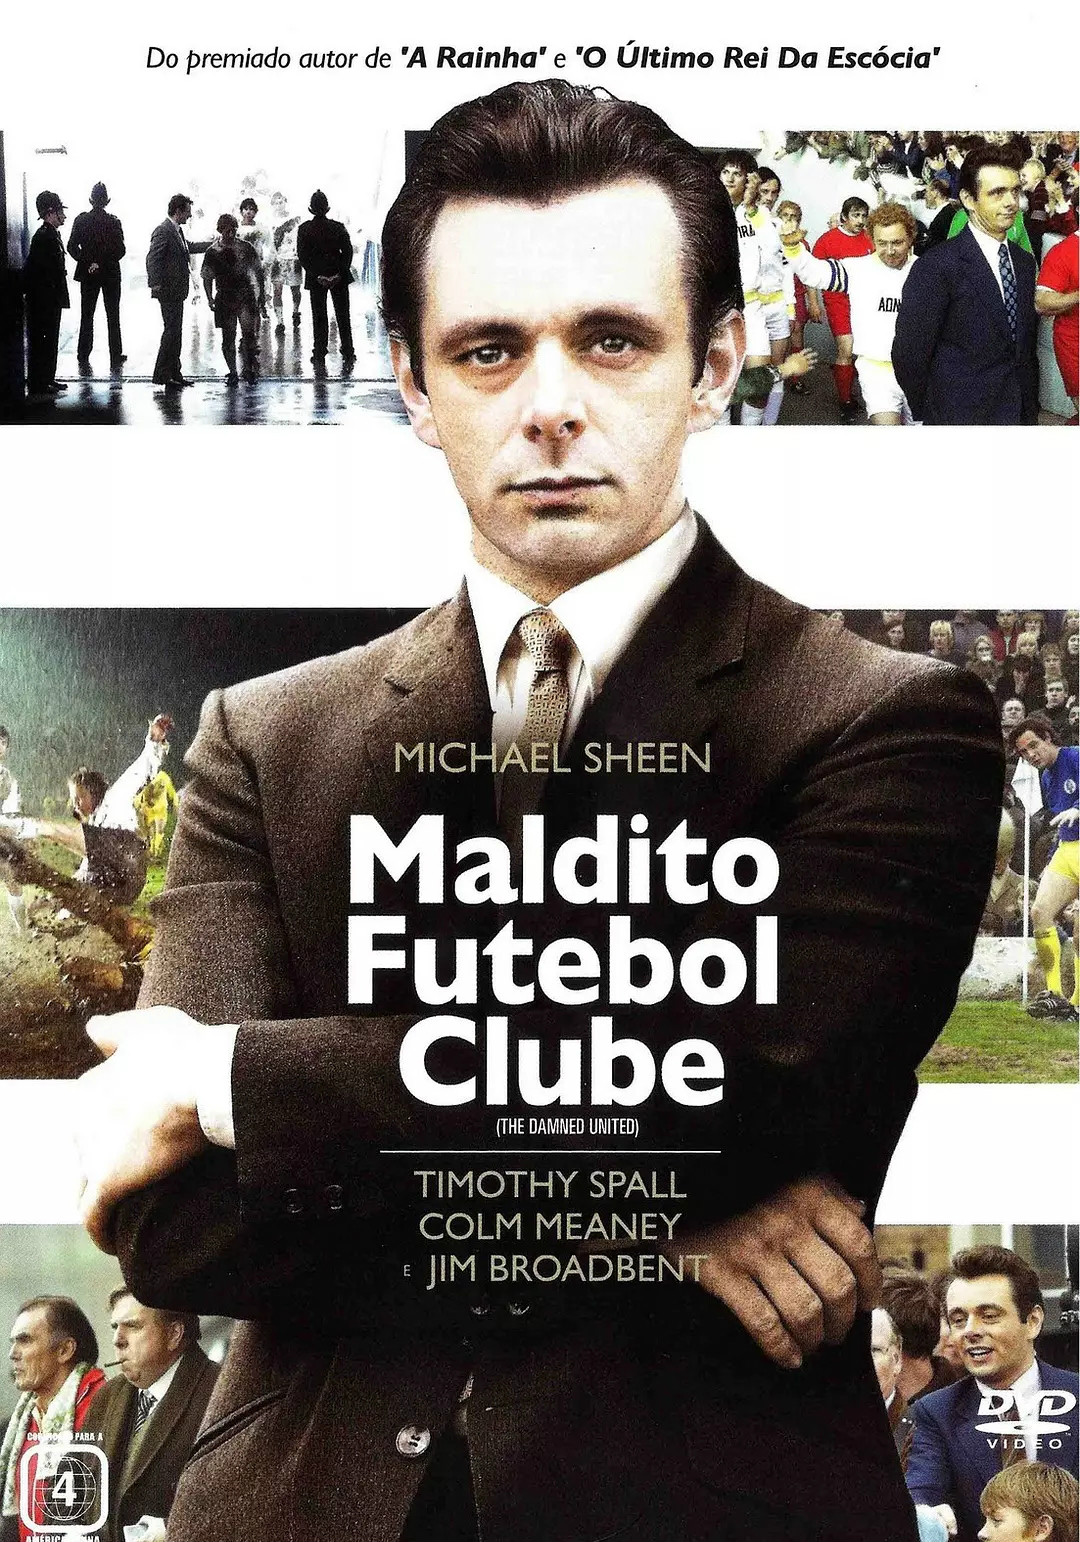 Do premiado autor de 'A Rainha' e 'O Último Rei Da Escócia'
MICHAEL SHEEN
Maldito
Futebol
Clube
(THE DAMNED UNITED)
TIMOTHY SPALL
COLM MEANEY
E JIM BROADBENT
DVD
VIDEO
PARA A
4